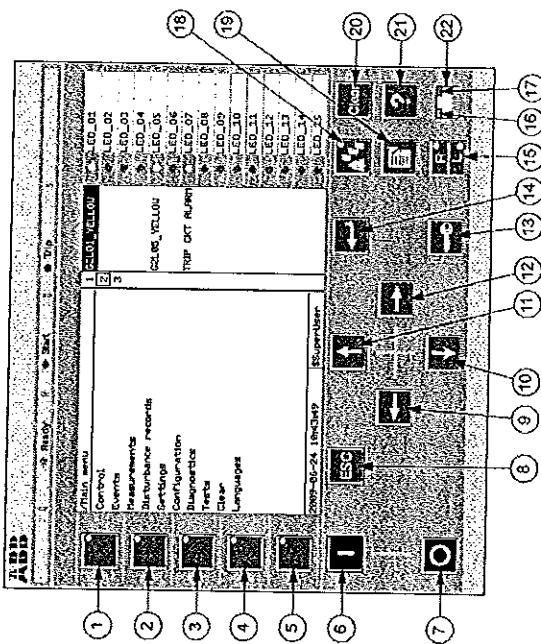 ABB
Ready
Start
Trip
/Main menu
Control
Events
Measurements
Disturbance records
Settings
Configuration
Diagnostics
Tests
Clear
Languages
2009-06-24 $SuperUser
1
2
3
G2L01_YELLOW
G2L05_YELLOW
TRIP CKT ALARM
LED_01
LED_02
LED_03
LED_04
LED_05
LED_06
LED_07
LED_08
LED_09
LED_10
LED_11
LED_12
LED_13
LED_14
LED_15
ESC
Clear
?
I
O
R
L
1
2
3
4
5
6
7
8
9
10
11
12
13
14
15
16
17
18
19
20
21
22